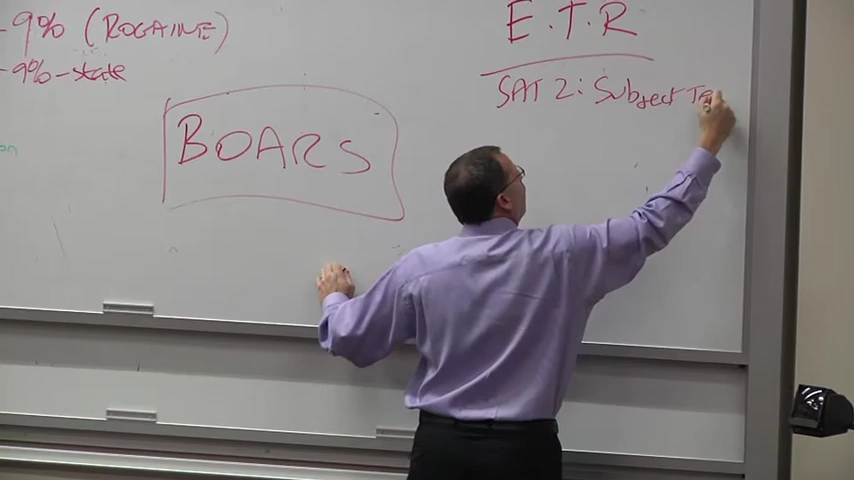 -9% (ROGAINE)
-9%-state
BOARS
E.T.R
SAT 2: Subject